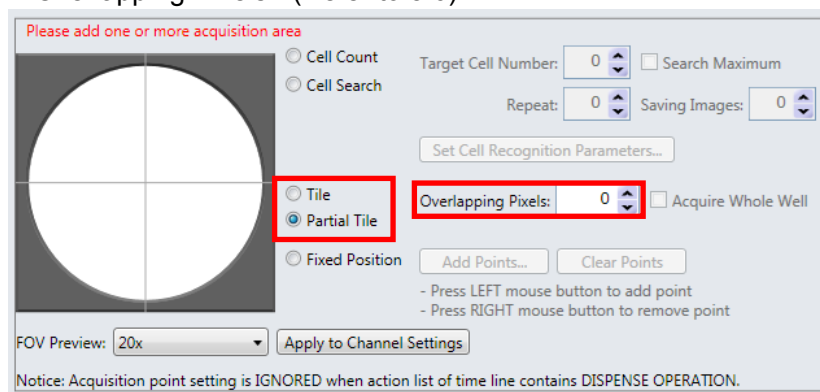 Please add one or more acquisition area
Cell Count
Target Cell Number: 0
Search Maximum
Cell Search
Repeat: 0
Saving Images: 0
Set Cell Recognition Parameters...
Tile
Overlapping Pixels: 0
Acquire Whole Well
Partial Tile
Fixed Position
Add Points...
Clear Points
- Press LEFT mouse button to add point
- Press RIGHT mouse button to remove point
FOV Preview: 20x
Apply to Channel Settings
Notice: Acquisition point setting is IGNORED when action list of time line contains DISPENSE OPERATION.